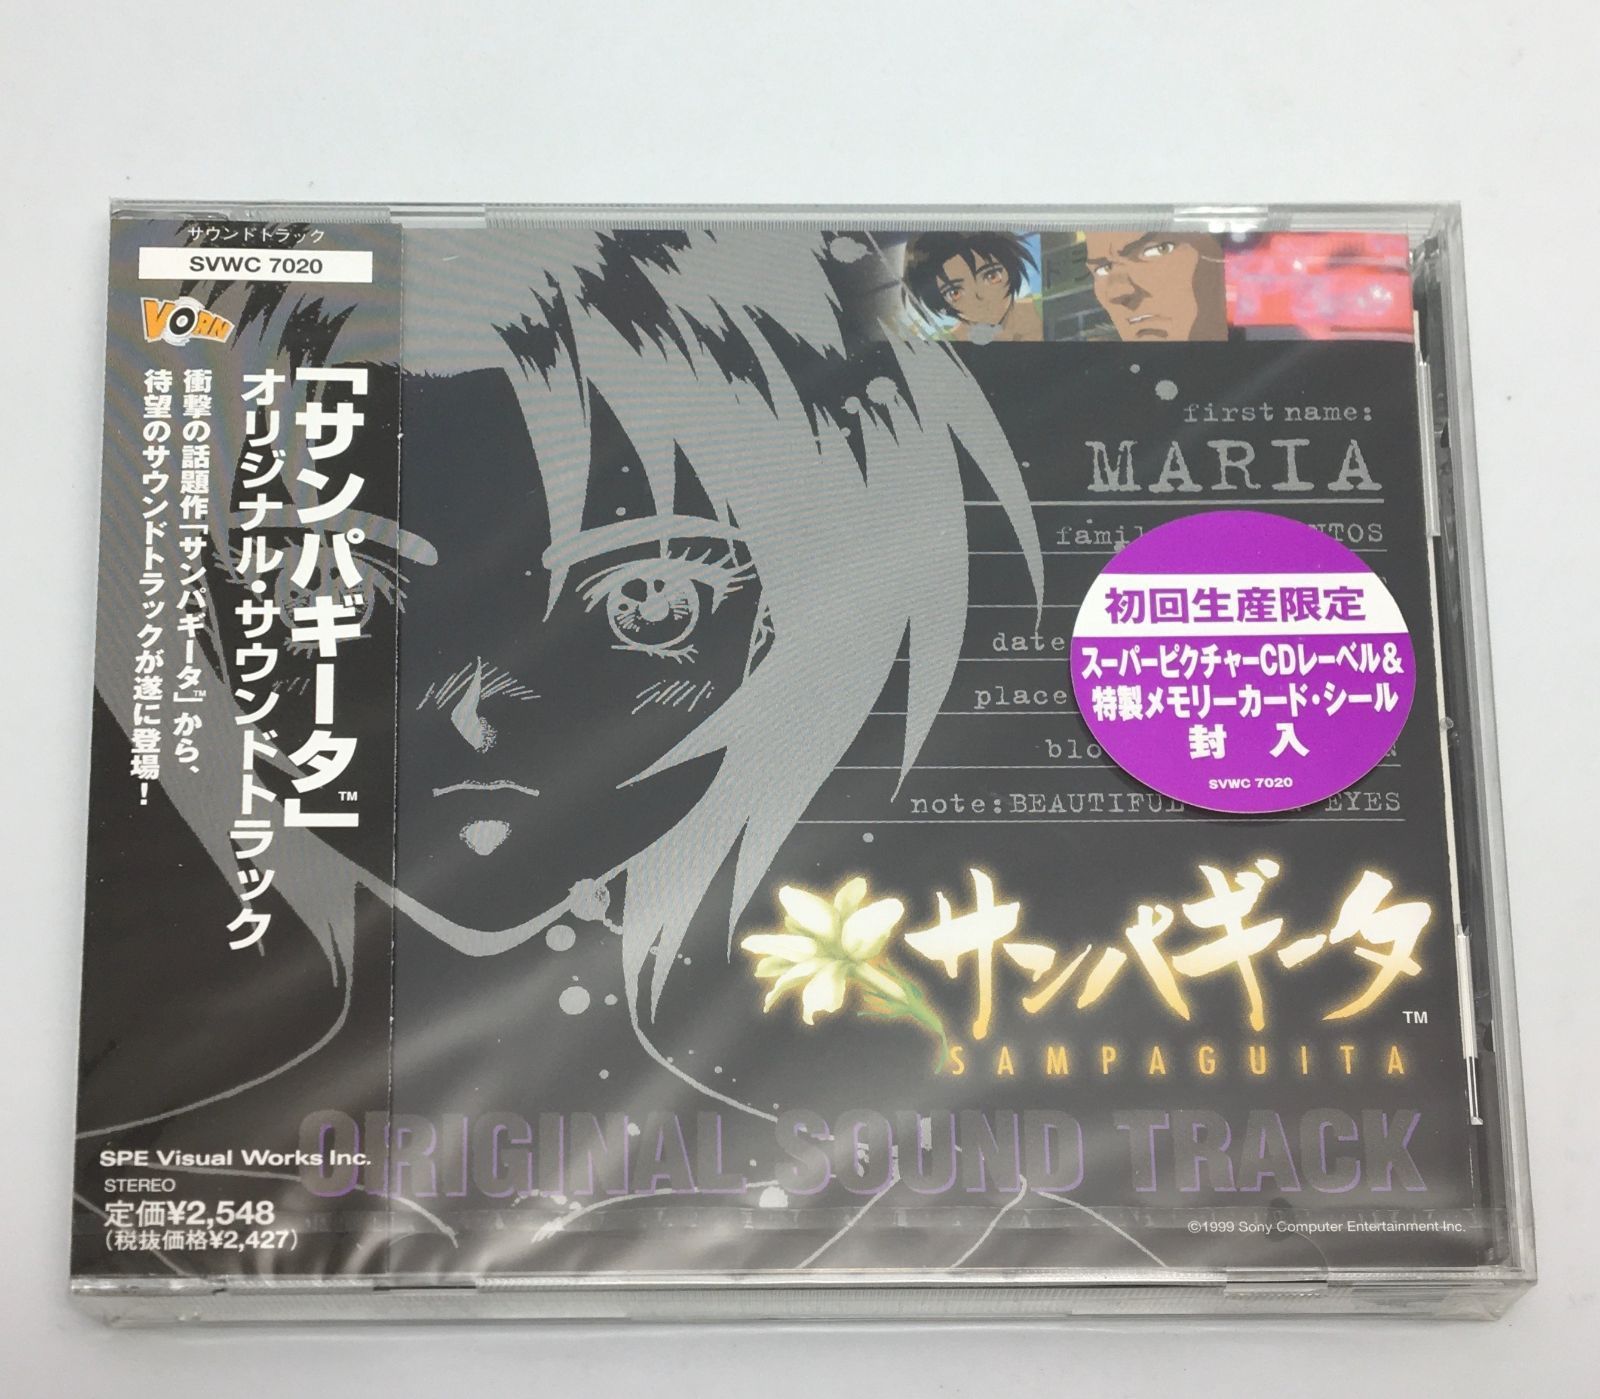 サウンドトラック
SVWC 7020
VORN
「サンパギータ」™
オリジナル・サウンドトラック
衝撃の話題作「サンパギータ」™から、
待望のサウンドトラックが遂に登場！
SPE Visual Works Inc.
STEREO
定価¥2,548
(税抜価格¥2,427)
first name:
MARIA
date
place
note:BEAUTIFUL EYES
初回生産限定
スーパーピクチャーCDレーベル&
特製メモリーカード・シール
封 入
SVWC 7020
サンパギータ™
SAMPAGUITA
ORIGINAL SOUND TRACK
©1999 Sony Computer Entertainment Inc.